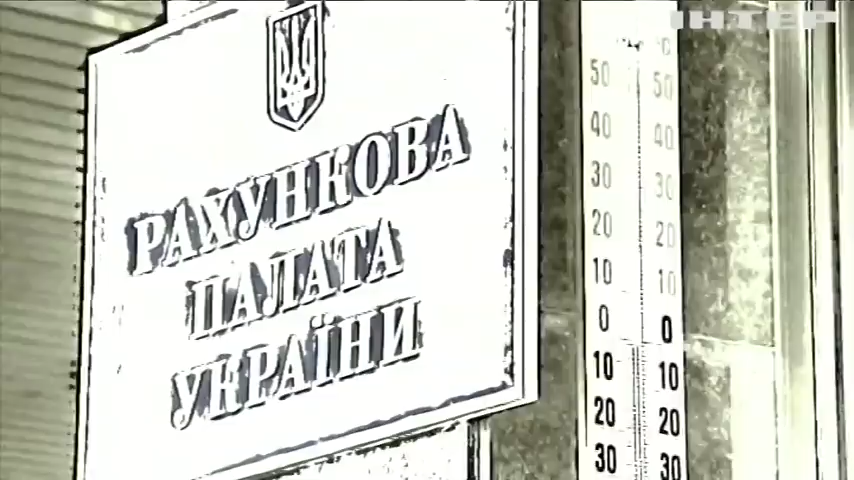 ІНТЕР
РАХУНКОВА
ПАЛАТА
УКРАЇНИ
50 50
40 40
30 30
20 20
10 10
0 0
10 10
20 20
30 30